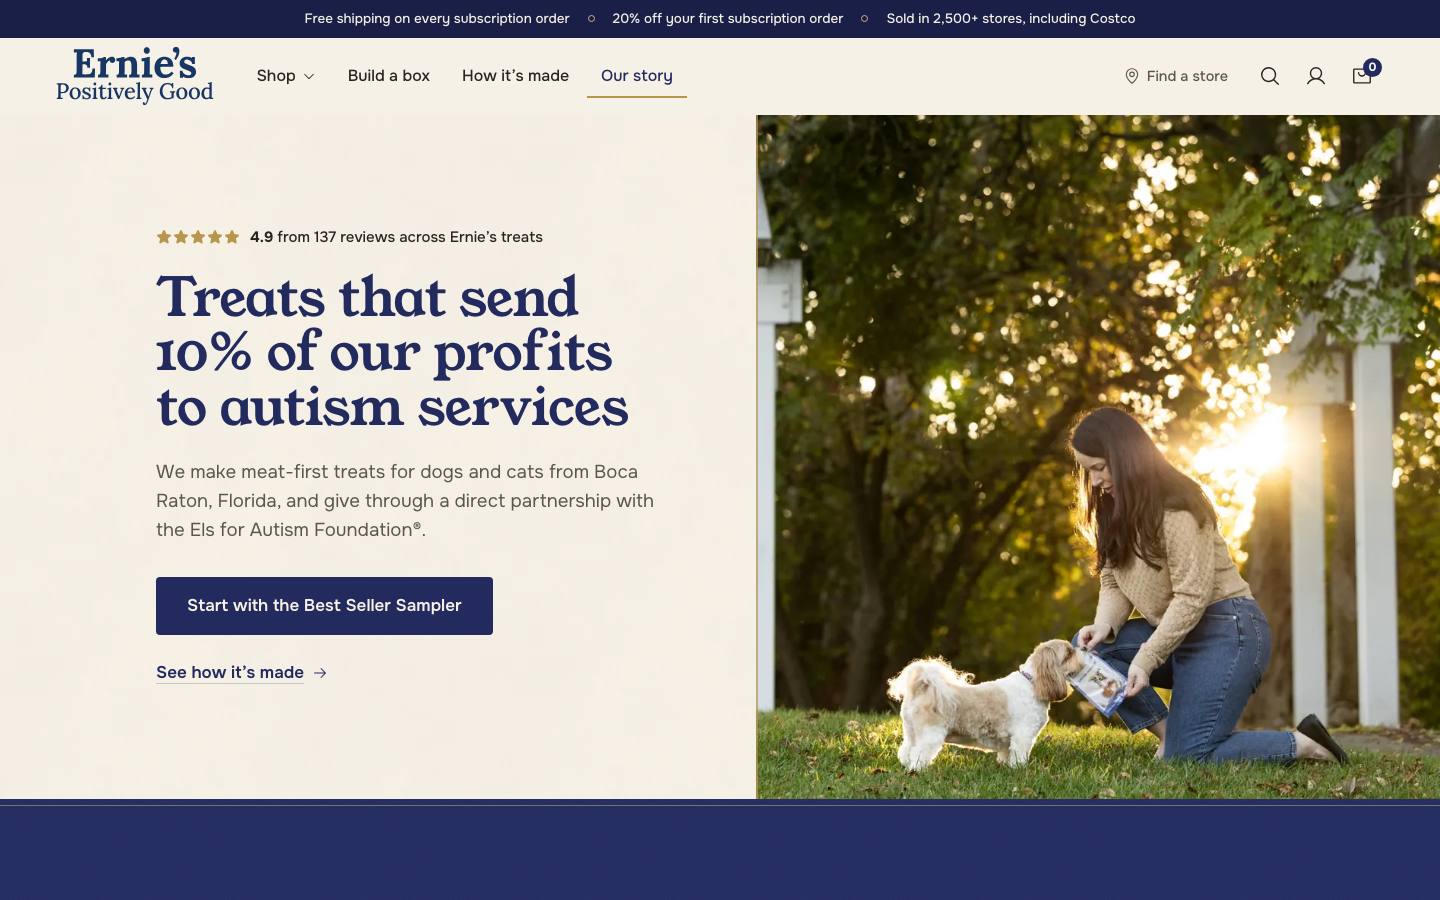 Free shipping on every subscription order
20% off your first subscription order
Sold in 2,500+ stores, including Costco
Ernie’s
Positively Good
Shop
Build a box
How it’s made
Our story
Find a store
0
4.9 from 137 reviews across Ernie’s treats
Treats that send
10% of our profits
to autism services
We make meat-first treats for dogs and cats from Boca
Raton, Florida, and give through a direct partnership with
the Els for Autism Foundation®.
Start with the Best Seller Sampler
See how it’s made